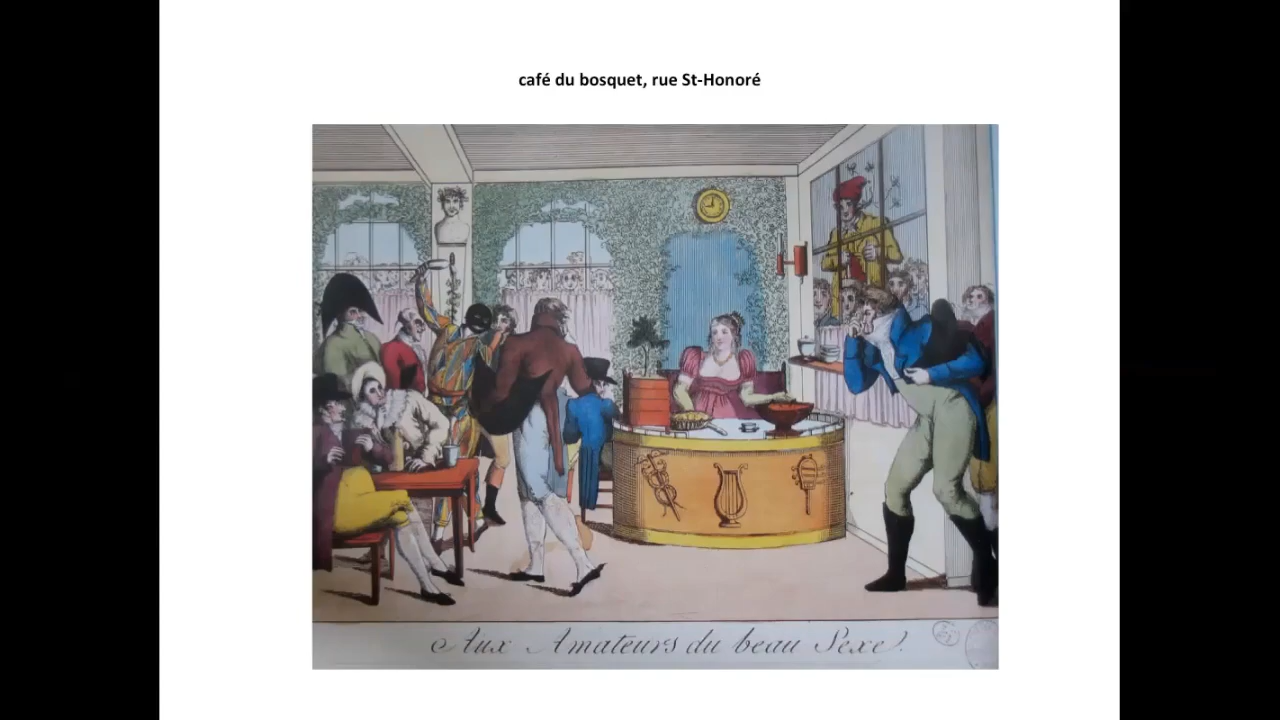 café du bosquet, rue St-Honoré
Aux Amateurs du beau Sexe!